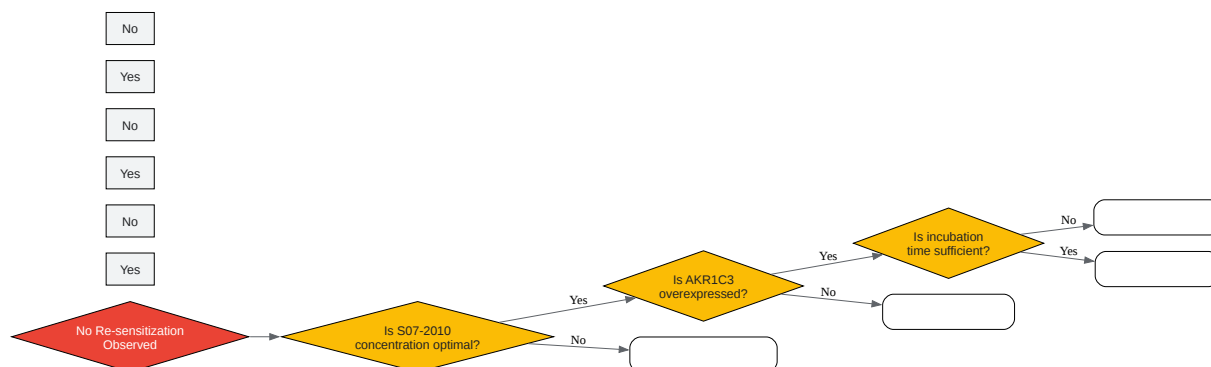 No
Yes
No
Yes
No
Yes
No Re-sensitization
Observed
Is S07-2010
concentration optimal?
Yes
No
Is AKR1C3
overexpressed?
Yes
No
Is incubation
time sufficient?
No
Yes